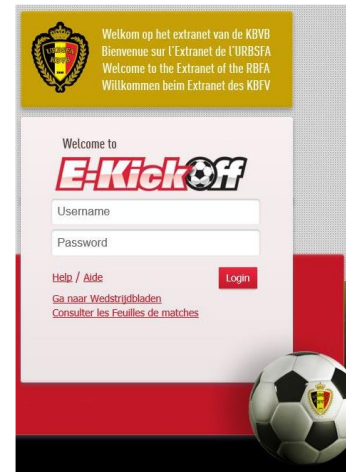 Welkom op het extranet van de KBVB
Bienvenue sur l'Extranet de l'URBSFA
Welcome to the Extranet of the RBFA
Willkommen beim Extranet des KBFV
URBSFA
KBVB
Welcome to
E-Kickoff
Username
Password
Help / Aide
Login
Ga naar Wedstrijdbladen
Consulter les Feuilles de matches